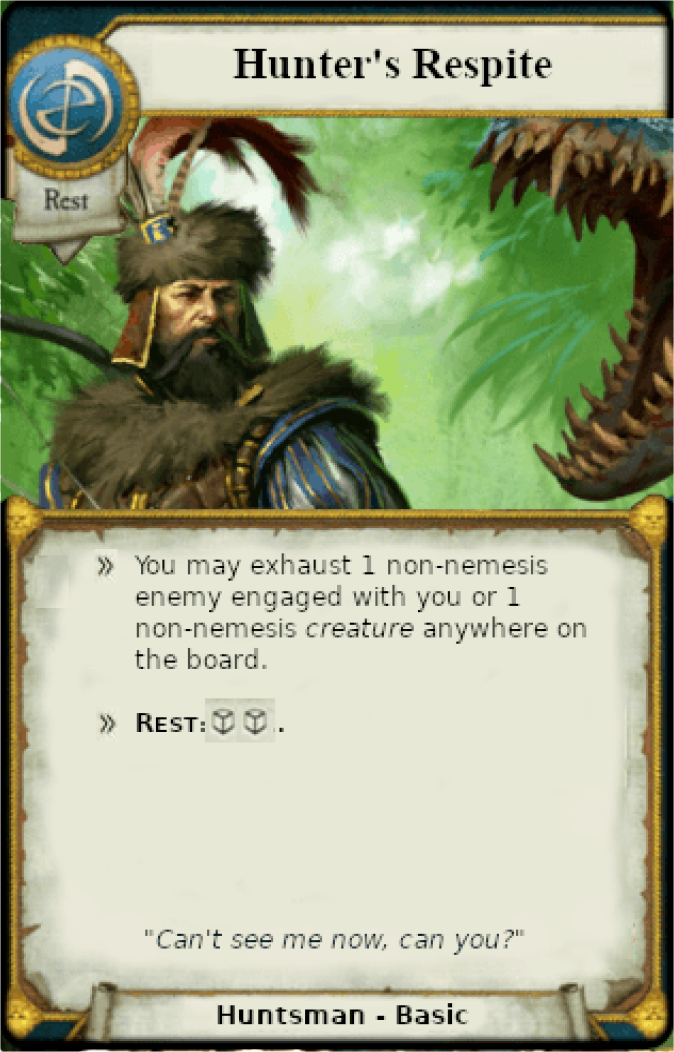 Hunter's Respite
Rest
» You may exhaust 1 non-nemesis
enemy engaged with you or 1
non-nemesis creature anywhere on
the board.
» REST: .
"Can't see me now, can you?"
Huntsman - Basic